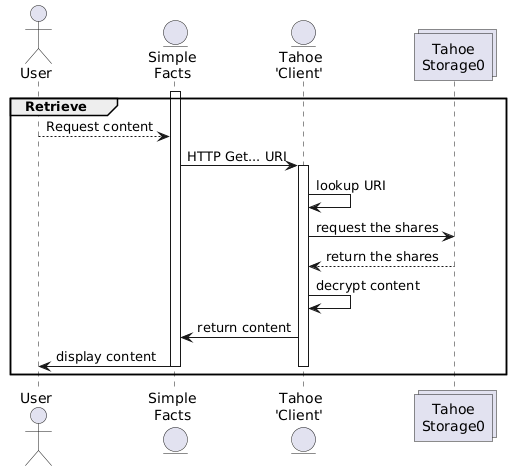 User
Simple
Facts
Tahoe
'Client'
Tahoe
Storage0
Retrieve
Request content
HTTP Get... URI
lookup URI
request the shares
return the shares
decrypt content
return content
display content
User
Simple
Facts
Tahoe
'Client'
Tahoe
Storage0